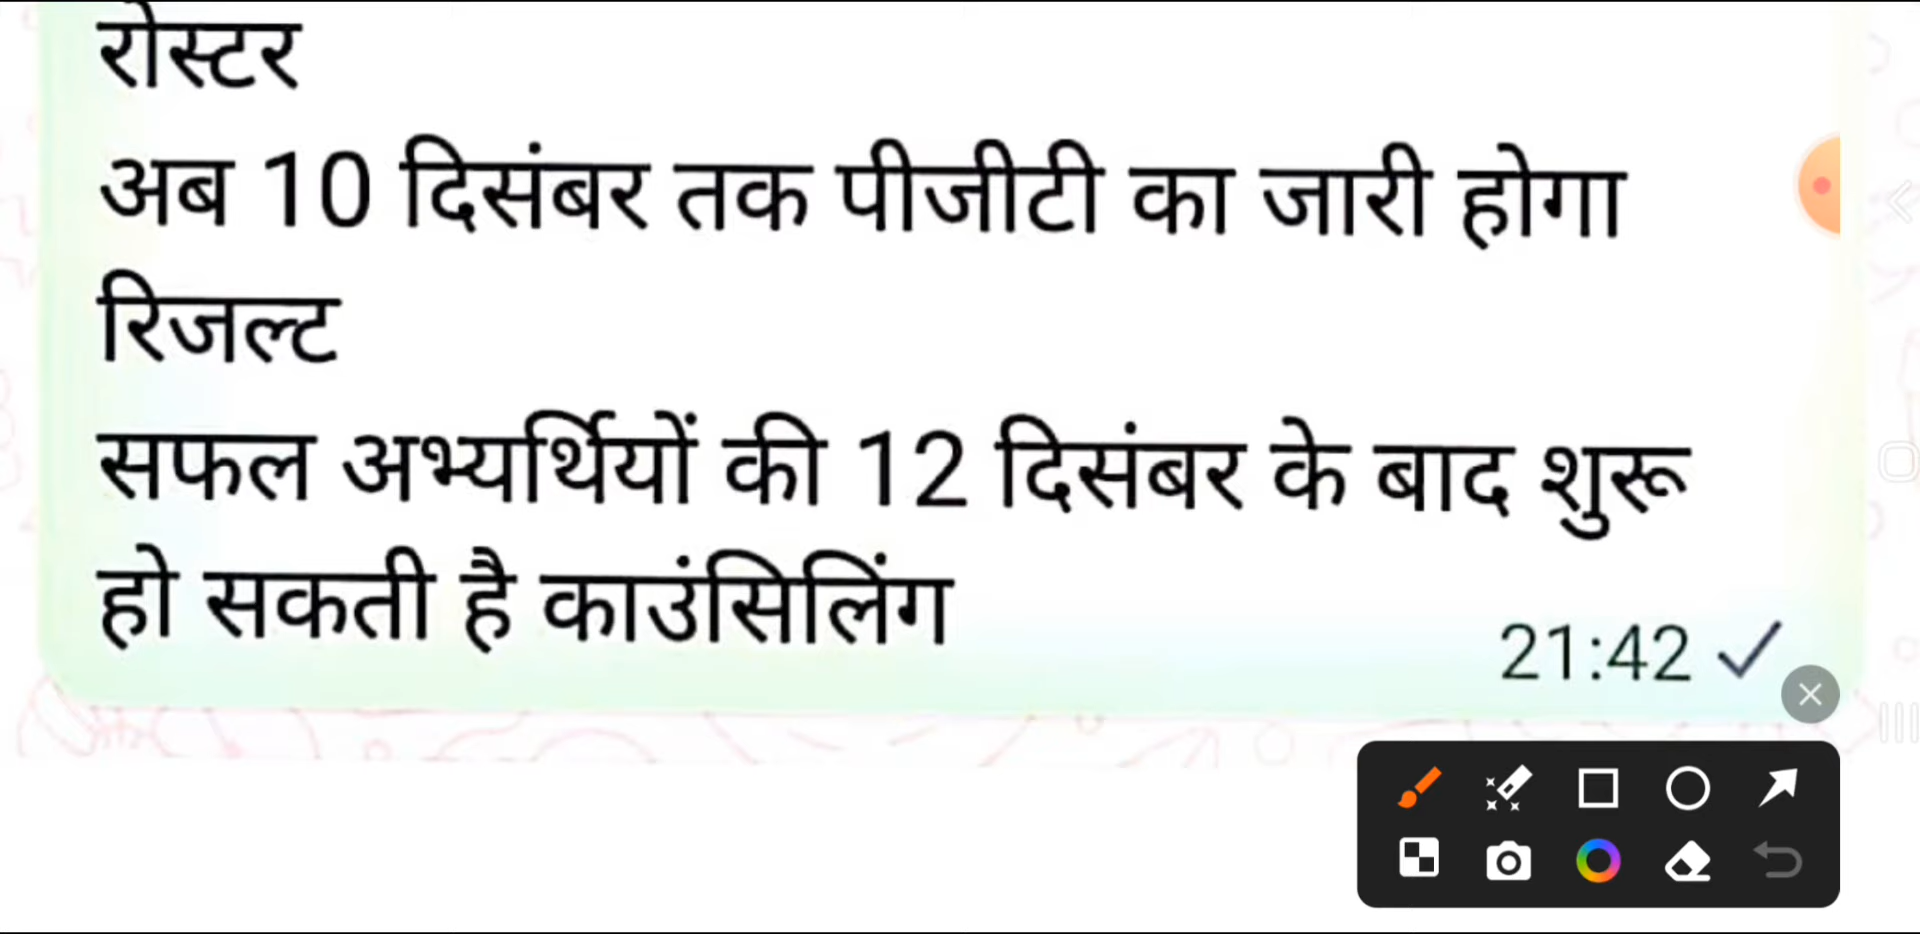 रोस्टर
अब 10 दिसंबर तक पीजीटी का जारी होगा
रिजल्ट
सफल अभ्यर्थियों की 12 दिसंबर के बाद शुरू
हो सकती है काउंसिलिंग
21:42